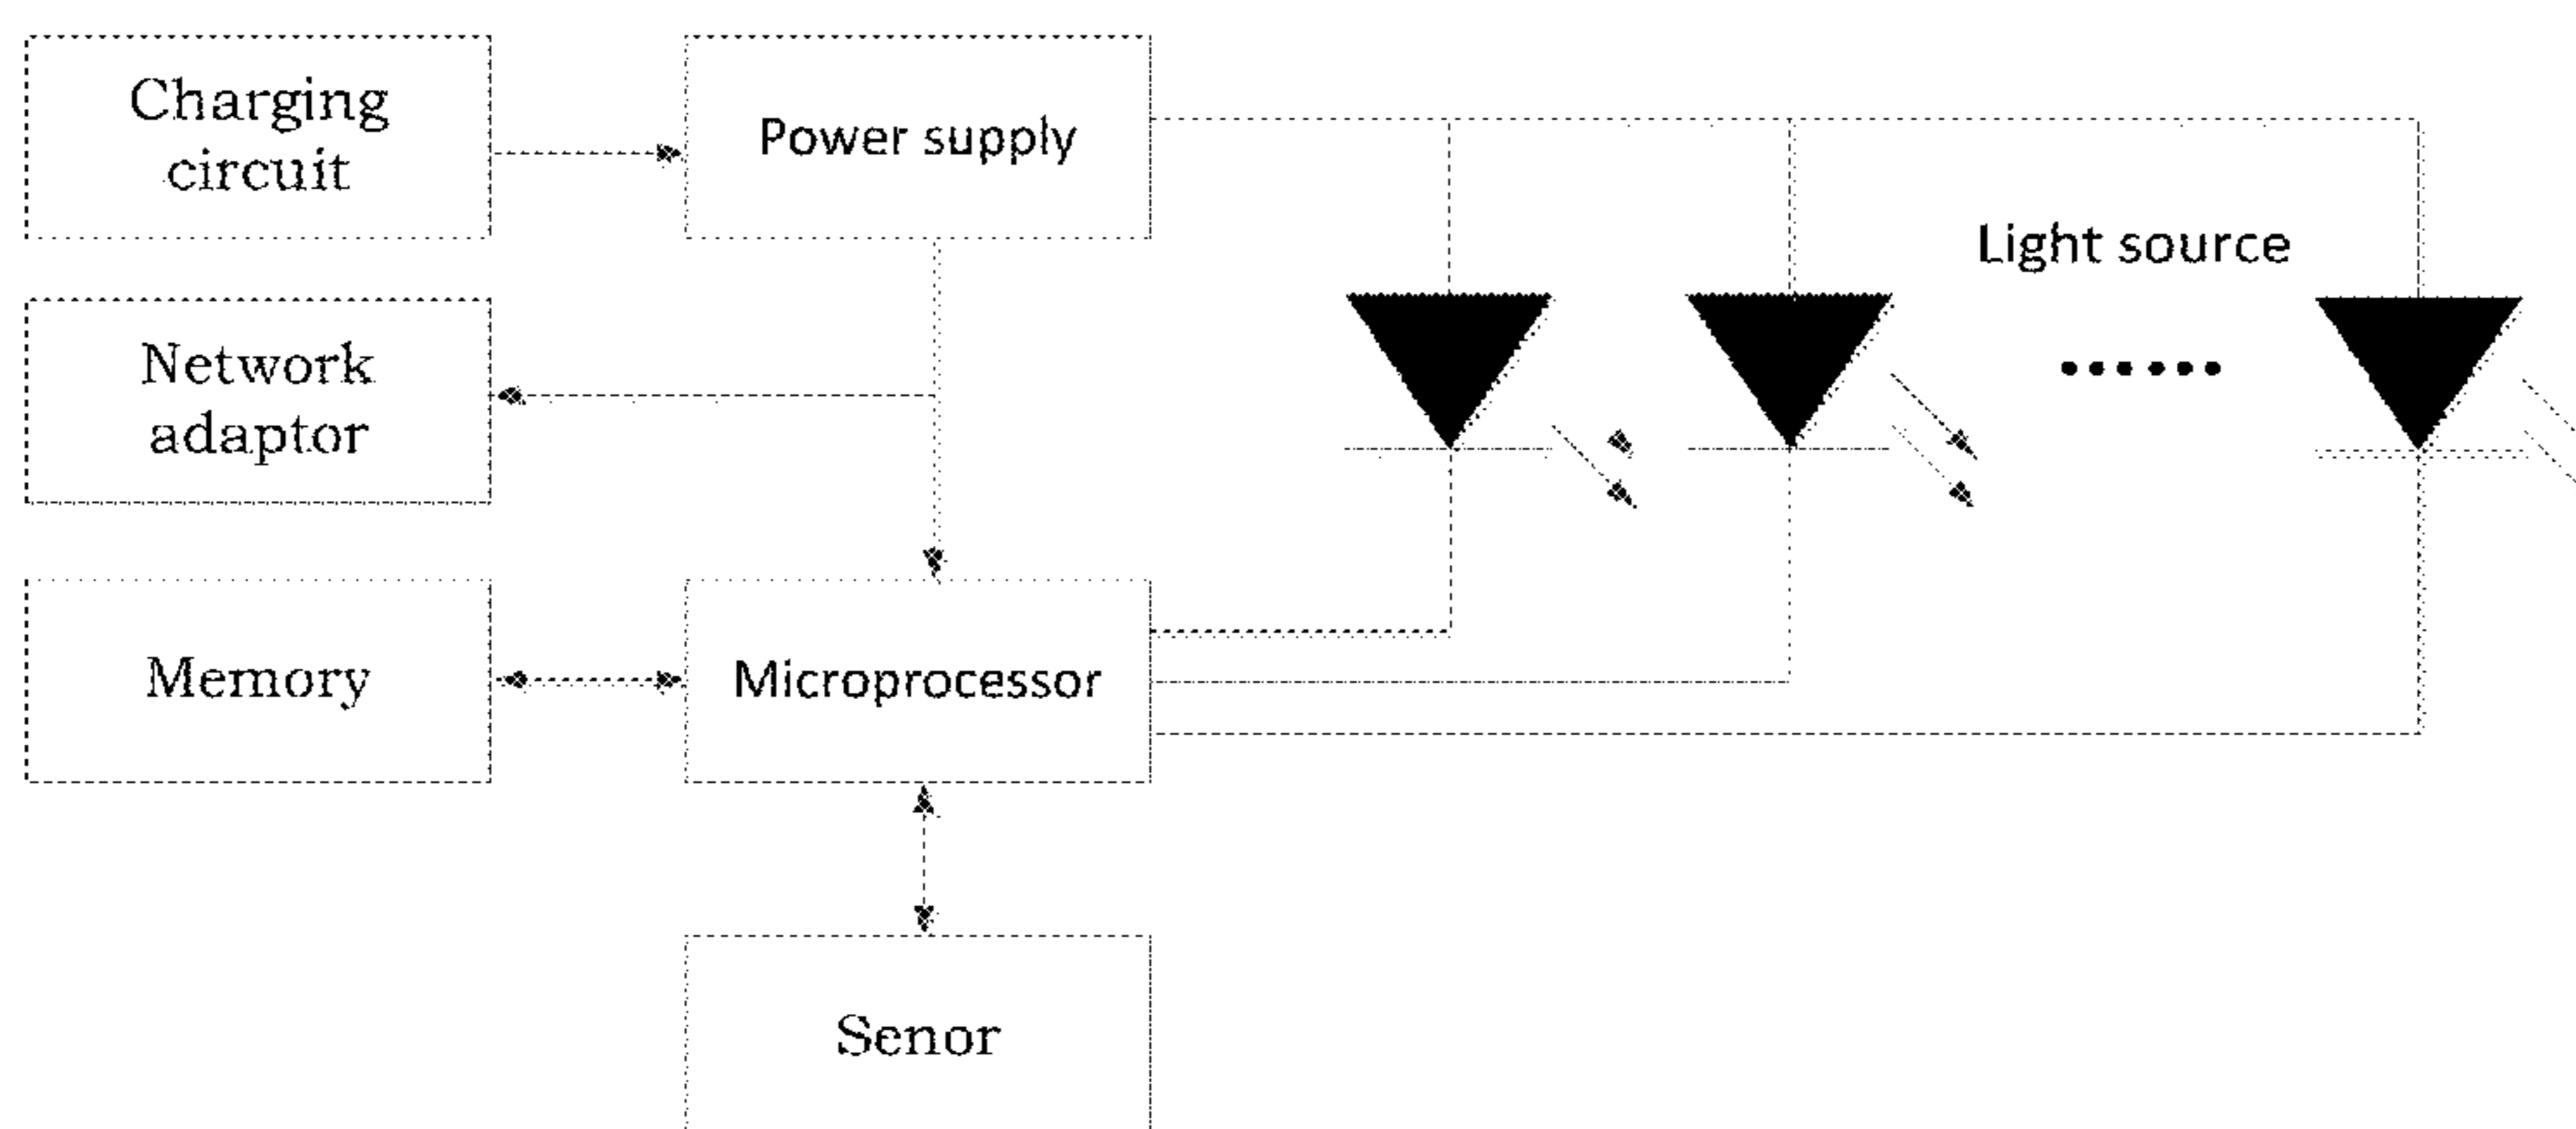 Charging
circuit
Power supply
Light source
Network
adaptor
Memory
Microprocessor
Senor